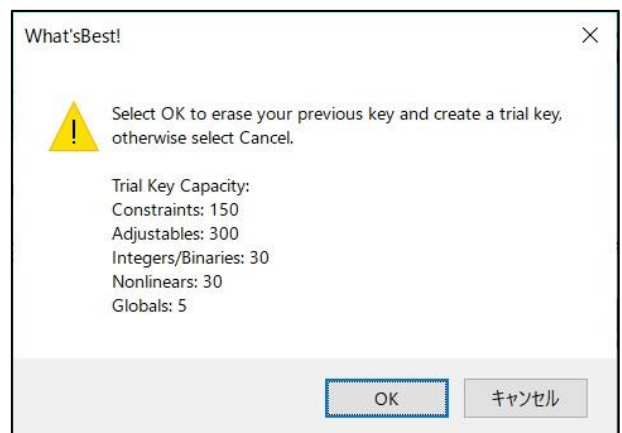 What'sBest!
Select OK to erase your previous key and create a trial key,
otherwise select Cancel.
Trial Key Capacity:
Constraints: 150
Adjustables: 300
Integers/Binaries: 30
Nonlinears: 30
Globals: 5
OK
キャンセル